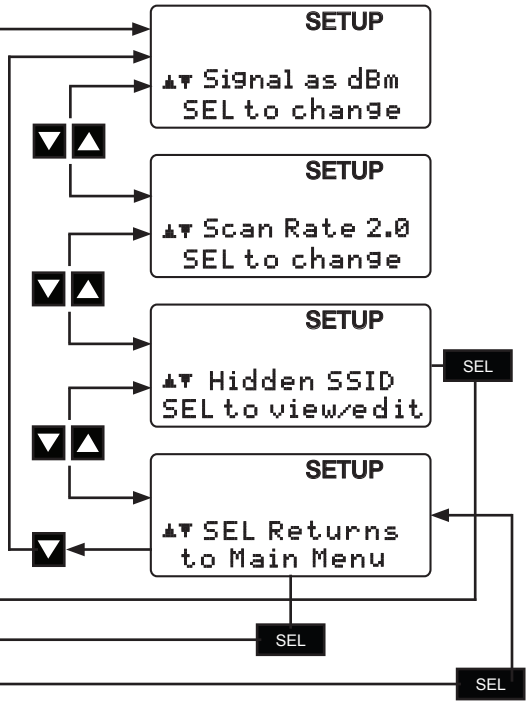 SETUP
Signal as dBm
SEL to change
SETUP
Scan Rate 2.0
SEL to change
SETUP
Hidden SSID
SEL to view/edit
SEL
SETUP
SEL Returns
to Main Menu
SEL
SEL